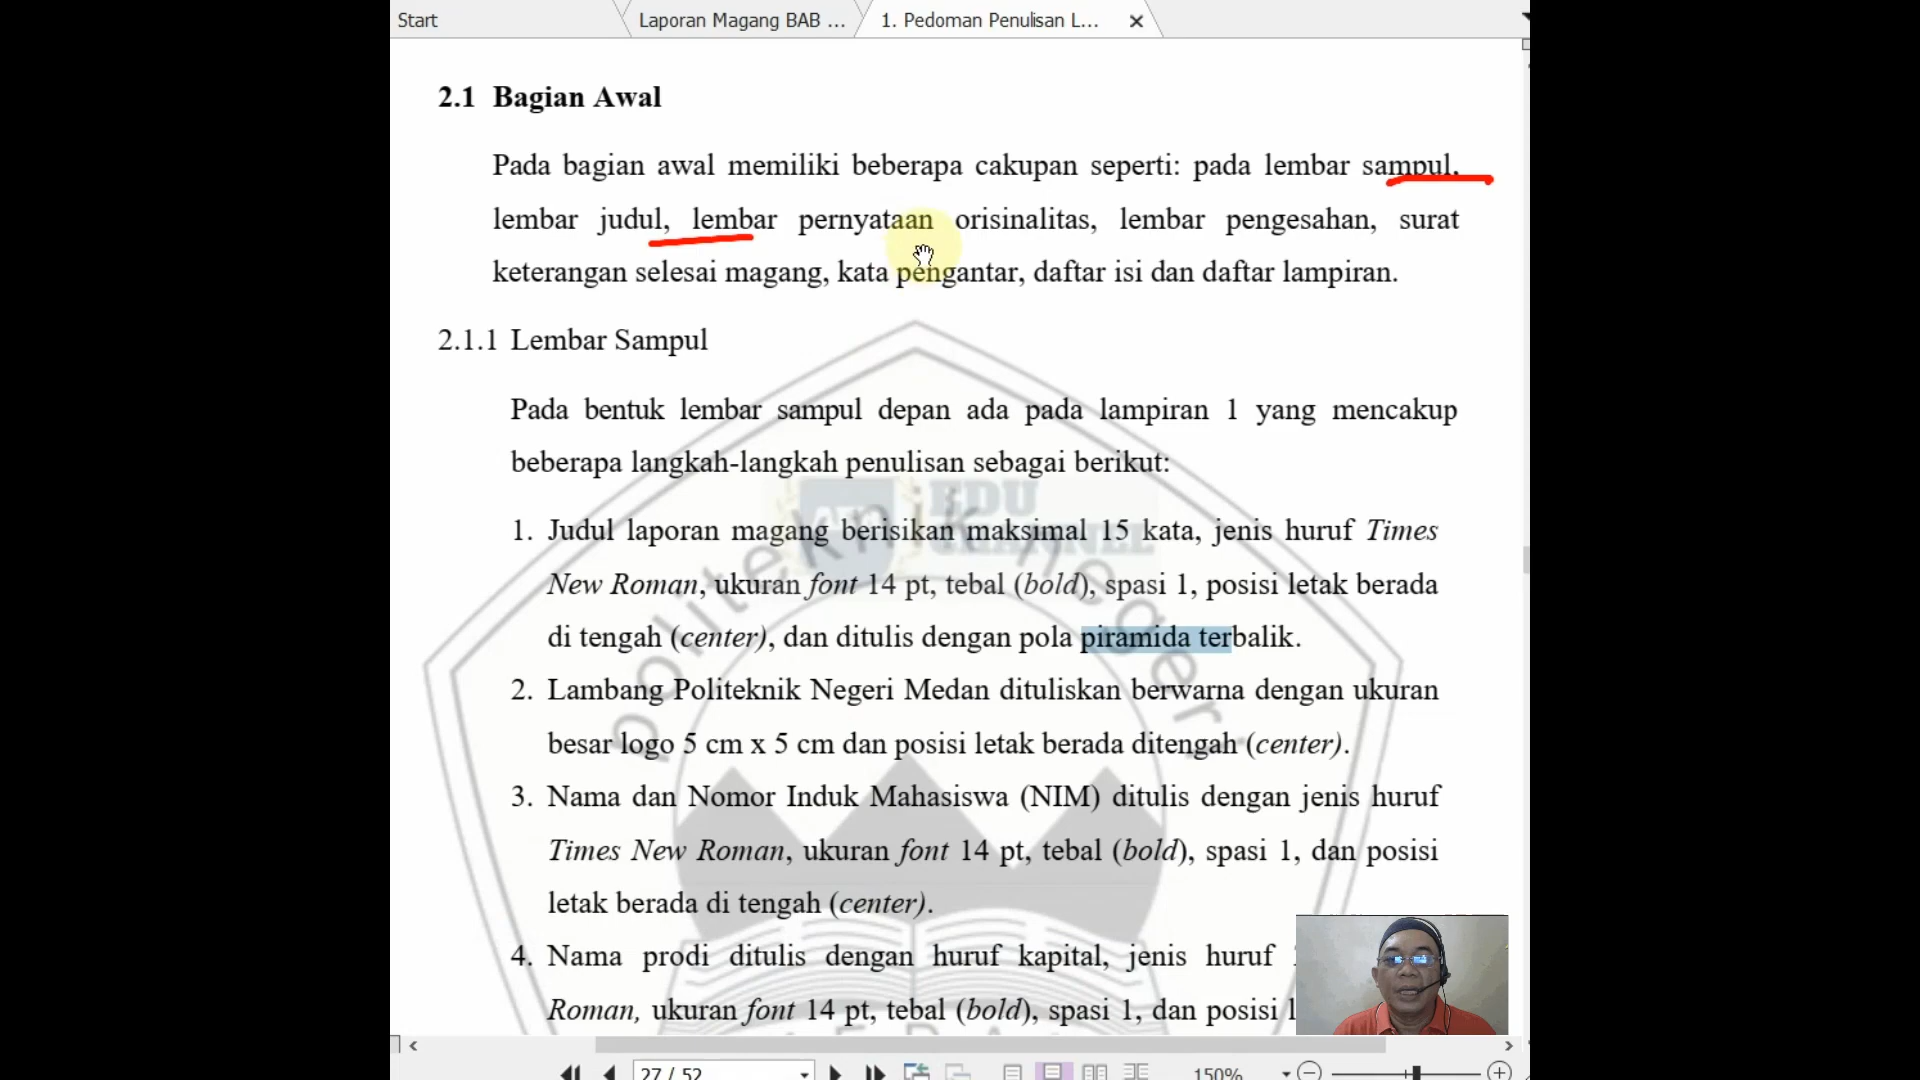 Start
Laporan Magang BAB ...
1. Pedoman Penulisan L...
2.1 Bagian Awal
Pada bagian awal memiliki beberapa cakupan seperti: pada lembar sampul,
lembar judul, lembar pernyataan orisinalitas, lembar pengesahan, surat
keterangan selesai magang, kata pengantar, daftar isi dan daftar lampiran.
2.1.1 Lembar Sampul
Pada bentuk lembar sampul depan ada pada lampiran 1 yang mencakup
beberapa langkah-langkah penulisan sebagai berikut:
EDU
CHANNEL
politeknik negeri
1. Judul laporan magang berisikan maksimal 15 kata, jenis huruf Times
New Roman, ukuran font 14 pt, tebal (bold), spasi 1, posisi letak berada
di tengah (center), dan ditulis dengan pola piramida terbalik.
2. Lambang Politeknik Negeri Medan dituliskan berwarna dengan ukuran
besar logo 5 cm x 5 cm dan posisi letak berada ditengah (center).
3. Nama dan Nomor Induk Mahasiswa (NIM) ditulis dengan jenis huruf
Times New Roman, ukuran font 14 pt, tebal (bold), spasi 1, dan posisi
letak berada di tengah (center).
4. Nama prodi ditulis dengan huruf kapital, jenis huruf
Roman, ukuran font 14 pt, tebal (bold), spasi 1, dan posisi
27 / 52
150%